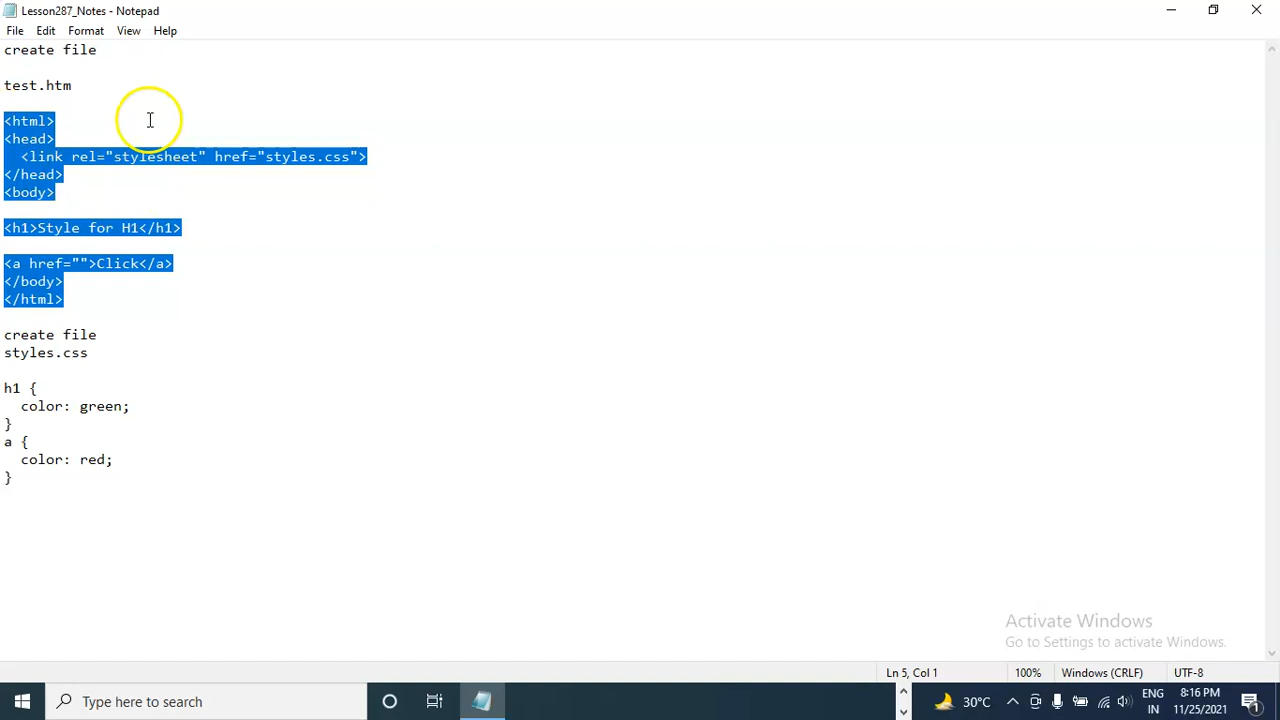 Lesson287_Notes - Notepad
File Edit Format View Help
create file
test.htm
<html>
<head>
<link rel="stylesheet" href="styles.css">
</head>
<body>
<h1>Style for H1</h1>
<a href="">Click</a>
</body>
</html>
create file
styles.css
h1 {
color: green;
}
a {
color: red;
}
Activate Windows
Go to Settings to activate Windows.
Ln 5, Col 1 100% Windows (CRLF) UTF-8
Type here to search
30°C
ENG
IN
8:16 PM
11/25/2021
1